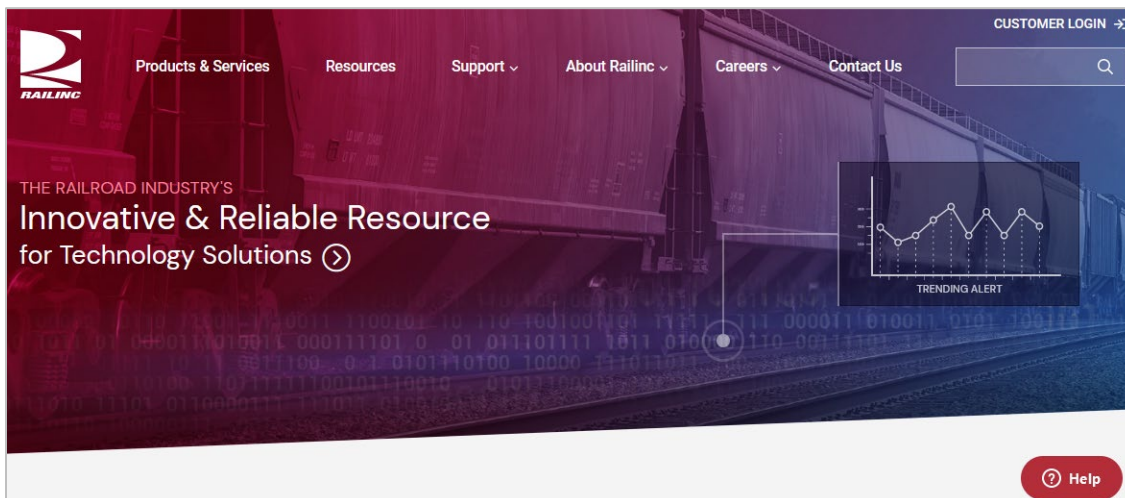 CUSTOMER LOGIN
RAILINC
Products & Services Resources Support About Railinc Careers Contact Us
THE RAILROAD INDUSTRY'S
Innovative & Reliable Resource
for Technology Solutions
TRENDING ALERT
Help